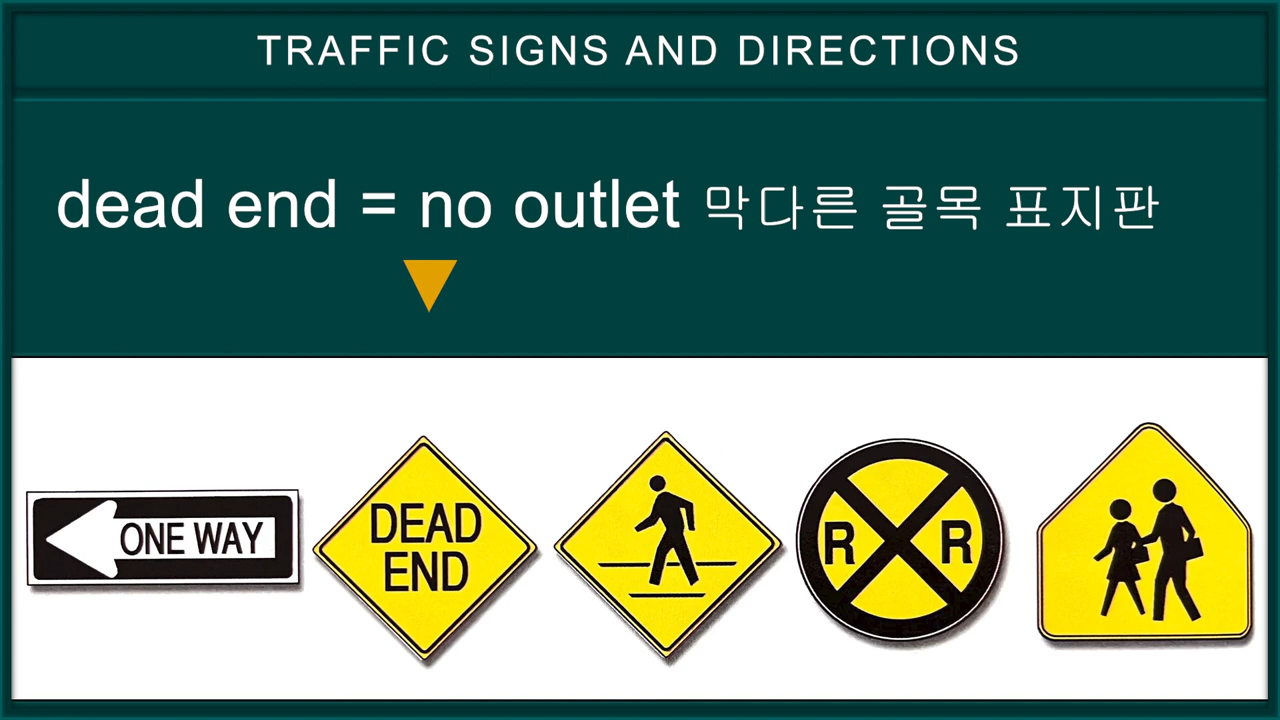 TRAFFIC SIGNS AND DIRECTIONS
dead end = no outlet 막다른 골목 표지판
ONE WAY
DEAD
END
R R